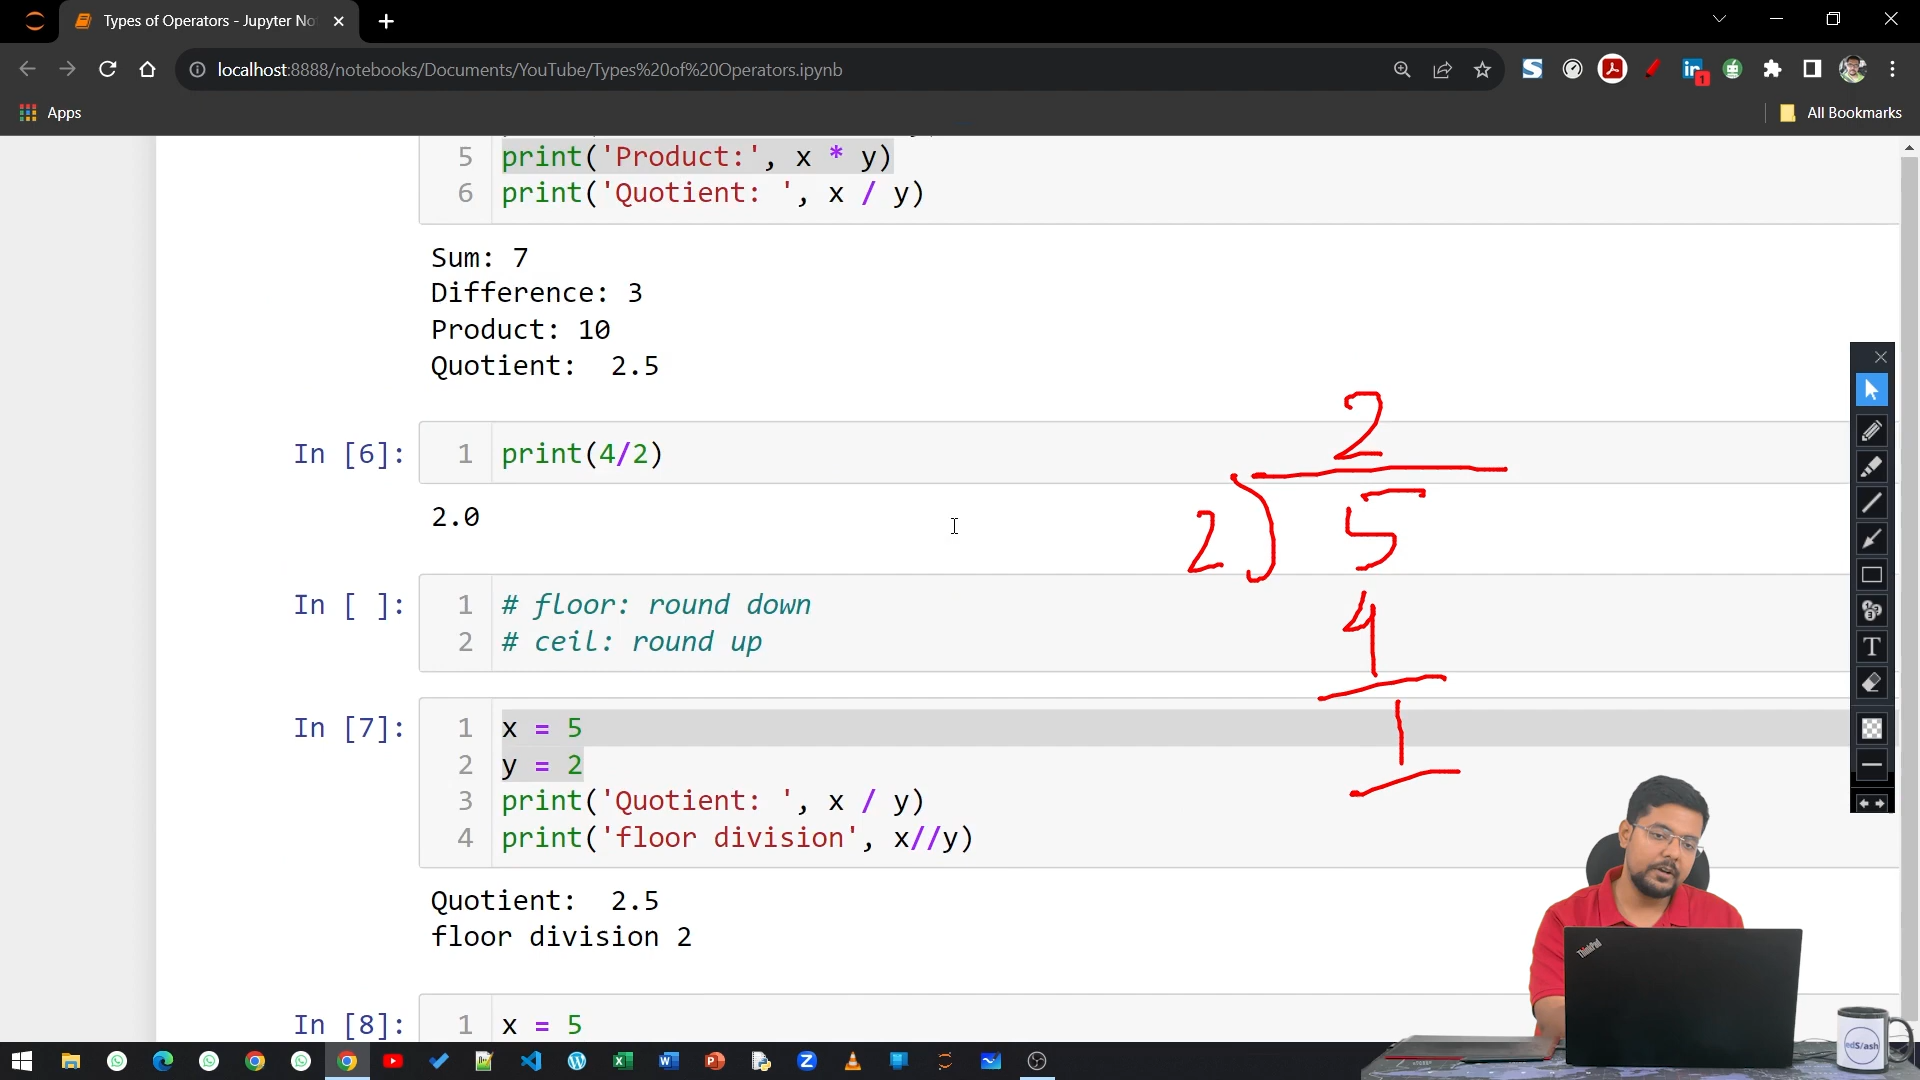 Types of Operators - Jupyter No
localhost:8888/notebooks/Documents/YouTube/Types%20of%20Operators.ipynb
1
Apps
All Bookmarks
5 print('Product:', x * y)
6 print('Quotient: ', x / y)
Sum: 7
Difference: 3
Product: 10
Quotient:  2.5
In [6]: 1 print(4/2)
2.0
In [ ]: 1 # floor: round down
2 # ceil: round up
In [7]: 1 x = 5
2 y = 2
3 print('Quotient: ', x / y)
4 print('floor division', x//y)
Quotient:  2.5
floor division 2
In [8]: 1 x = 5
2
2) 5
4
1
T
ThinkPad
edSlash